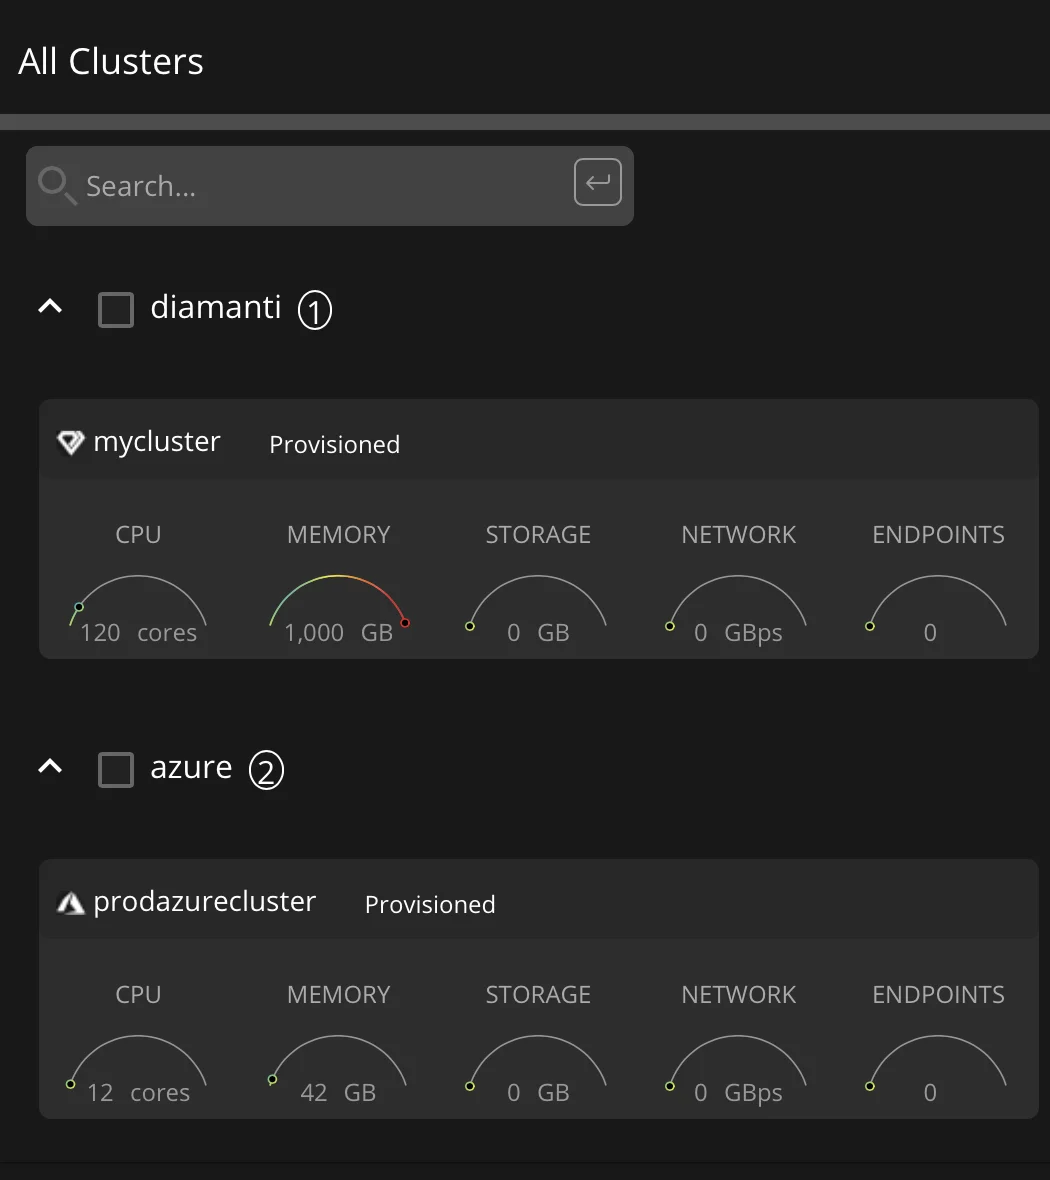 All Clusters
Search...
diamanti 1
mycluster Provisioned
CPU MEMORY STORAGE NETWORK ENDPOINTS
120 cores 1,000 GB 0 GB 0 GBps 0
azure 2
prodazurecluster Provisioned
CPU MEMORY STORAGE NETWORK ENDPOINTS
12 cores 42 GB 0 GB 0 GBps 0